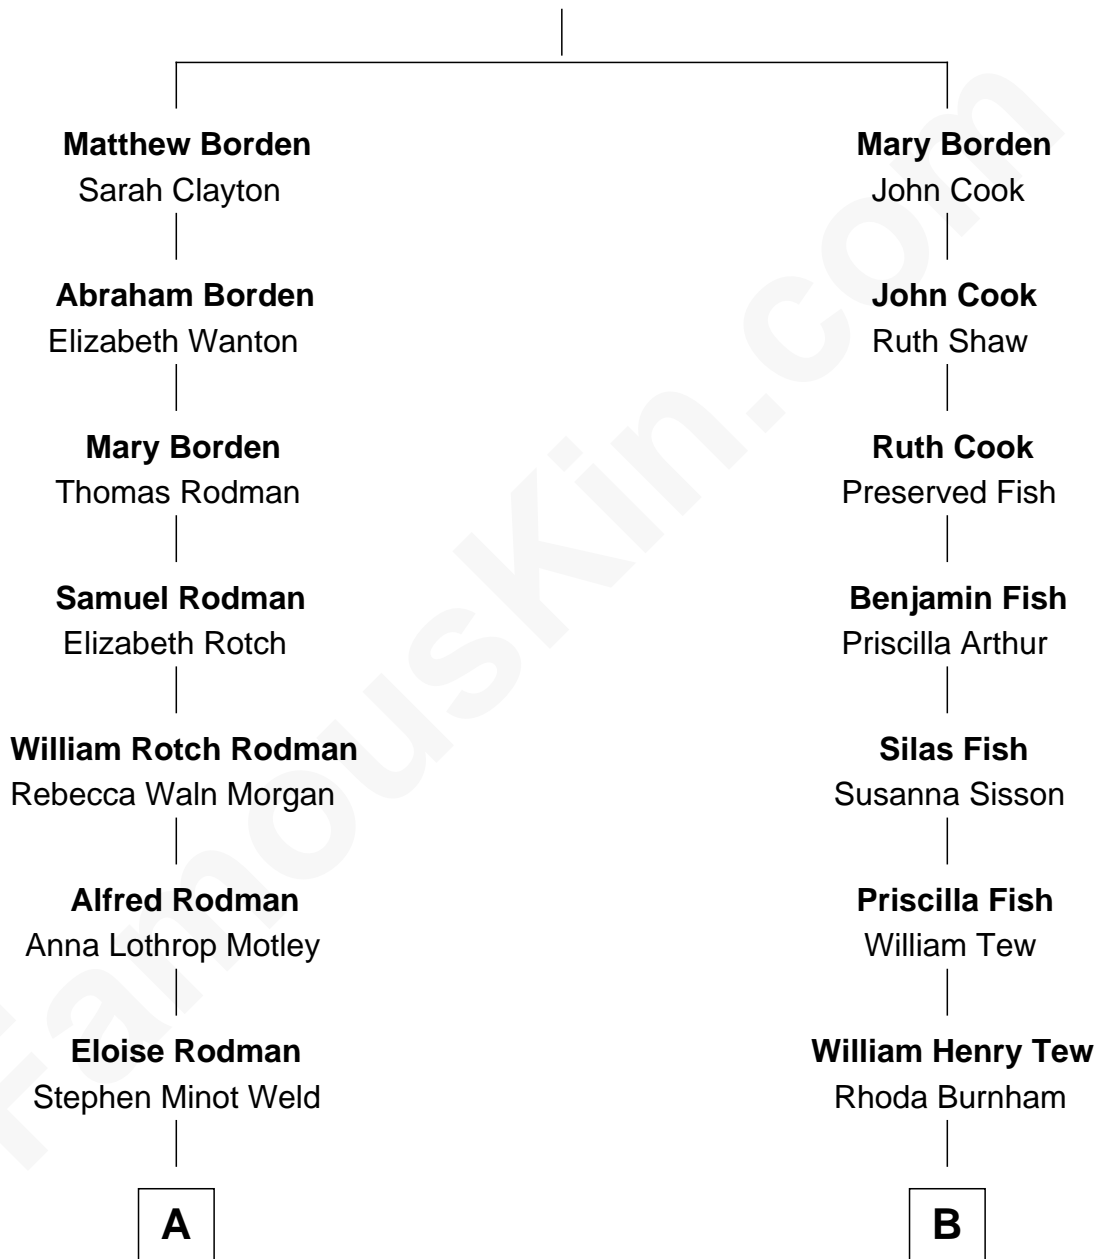 Matthew Borden
Sarah Clayton
Abraham Borden
Elizabeth Wanton
Mary Borden
Thomas Rodman
Samuel Rodman
Elizabeth Rotch
William Rotch Rodman
Rebecca Waln Morgan
Alfred Rodman
Anna Lothrop Motley
Eloise Rodman
Stephen Minot Weld
A
Mary Borden
John Cook
John Cook
Ruth Shaw
Ruth Cook
Preserved Fish
Benjamin Fish
Priscilla Arthur
Silas Fish
Susanna Sisson
Priscilla Fish
William Tew
William Henry Tew
Rhoda Burnham
B
FamousKin.com